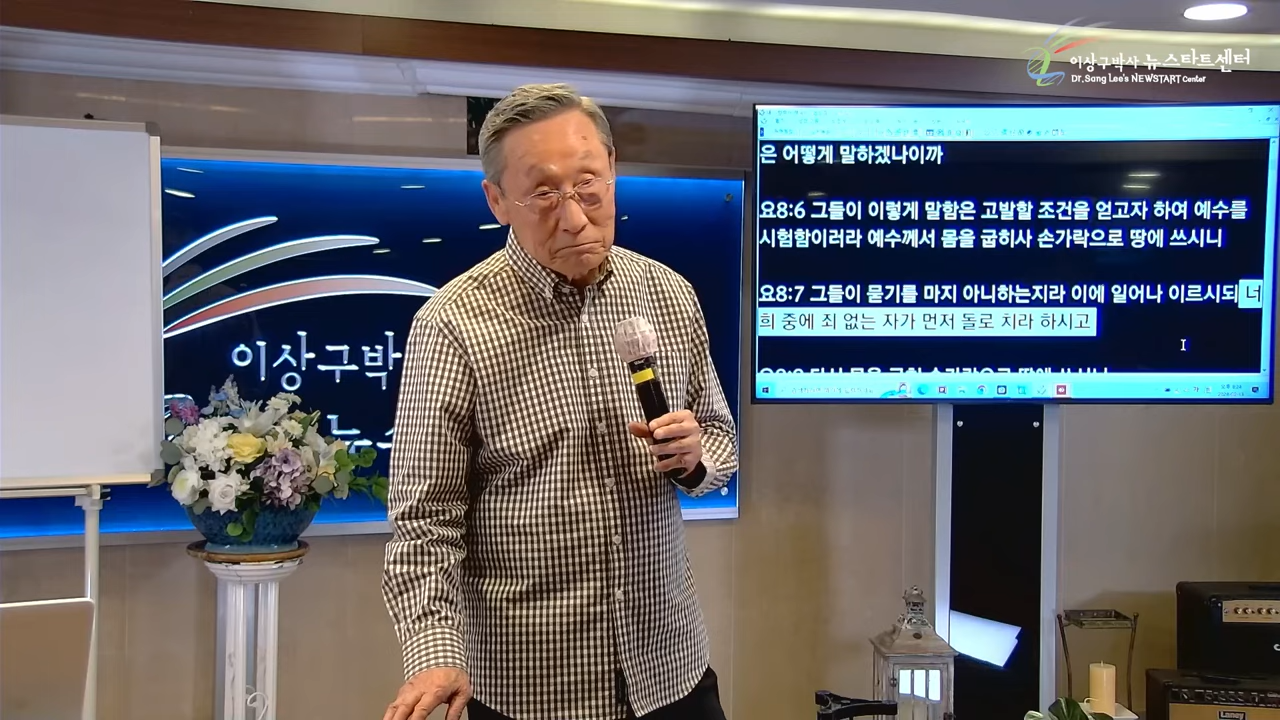 이상구박사 뉴스타트센터
Dr. Sang Lee's NEWSTART Center
은 어떻게 말하겠나이까
요8:6 그들이 이렇게 말함은 고발할 조건을 얻고자 하여 예수를
시험함이러라 예수께서 몸을 굽히사 손가락으로 땅에 쓰시니
요8:7 그들이 묻기를 마지 아니하는지라 이에 일어나 이르시되 너
희 중에 죄 없는 자가 먼저 돌로 치라 하시고
이상구박
뉴스